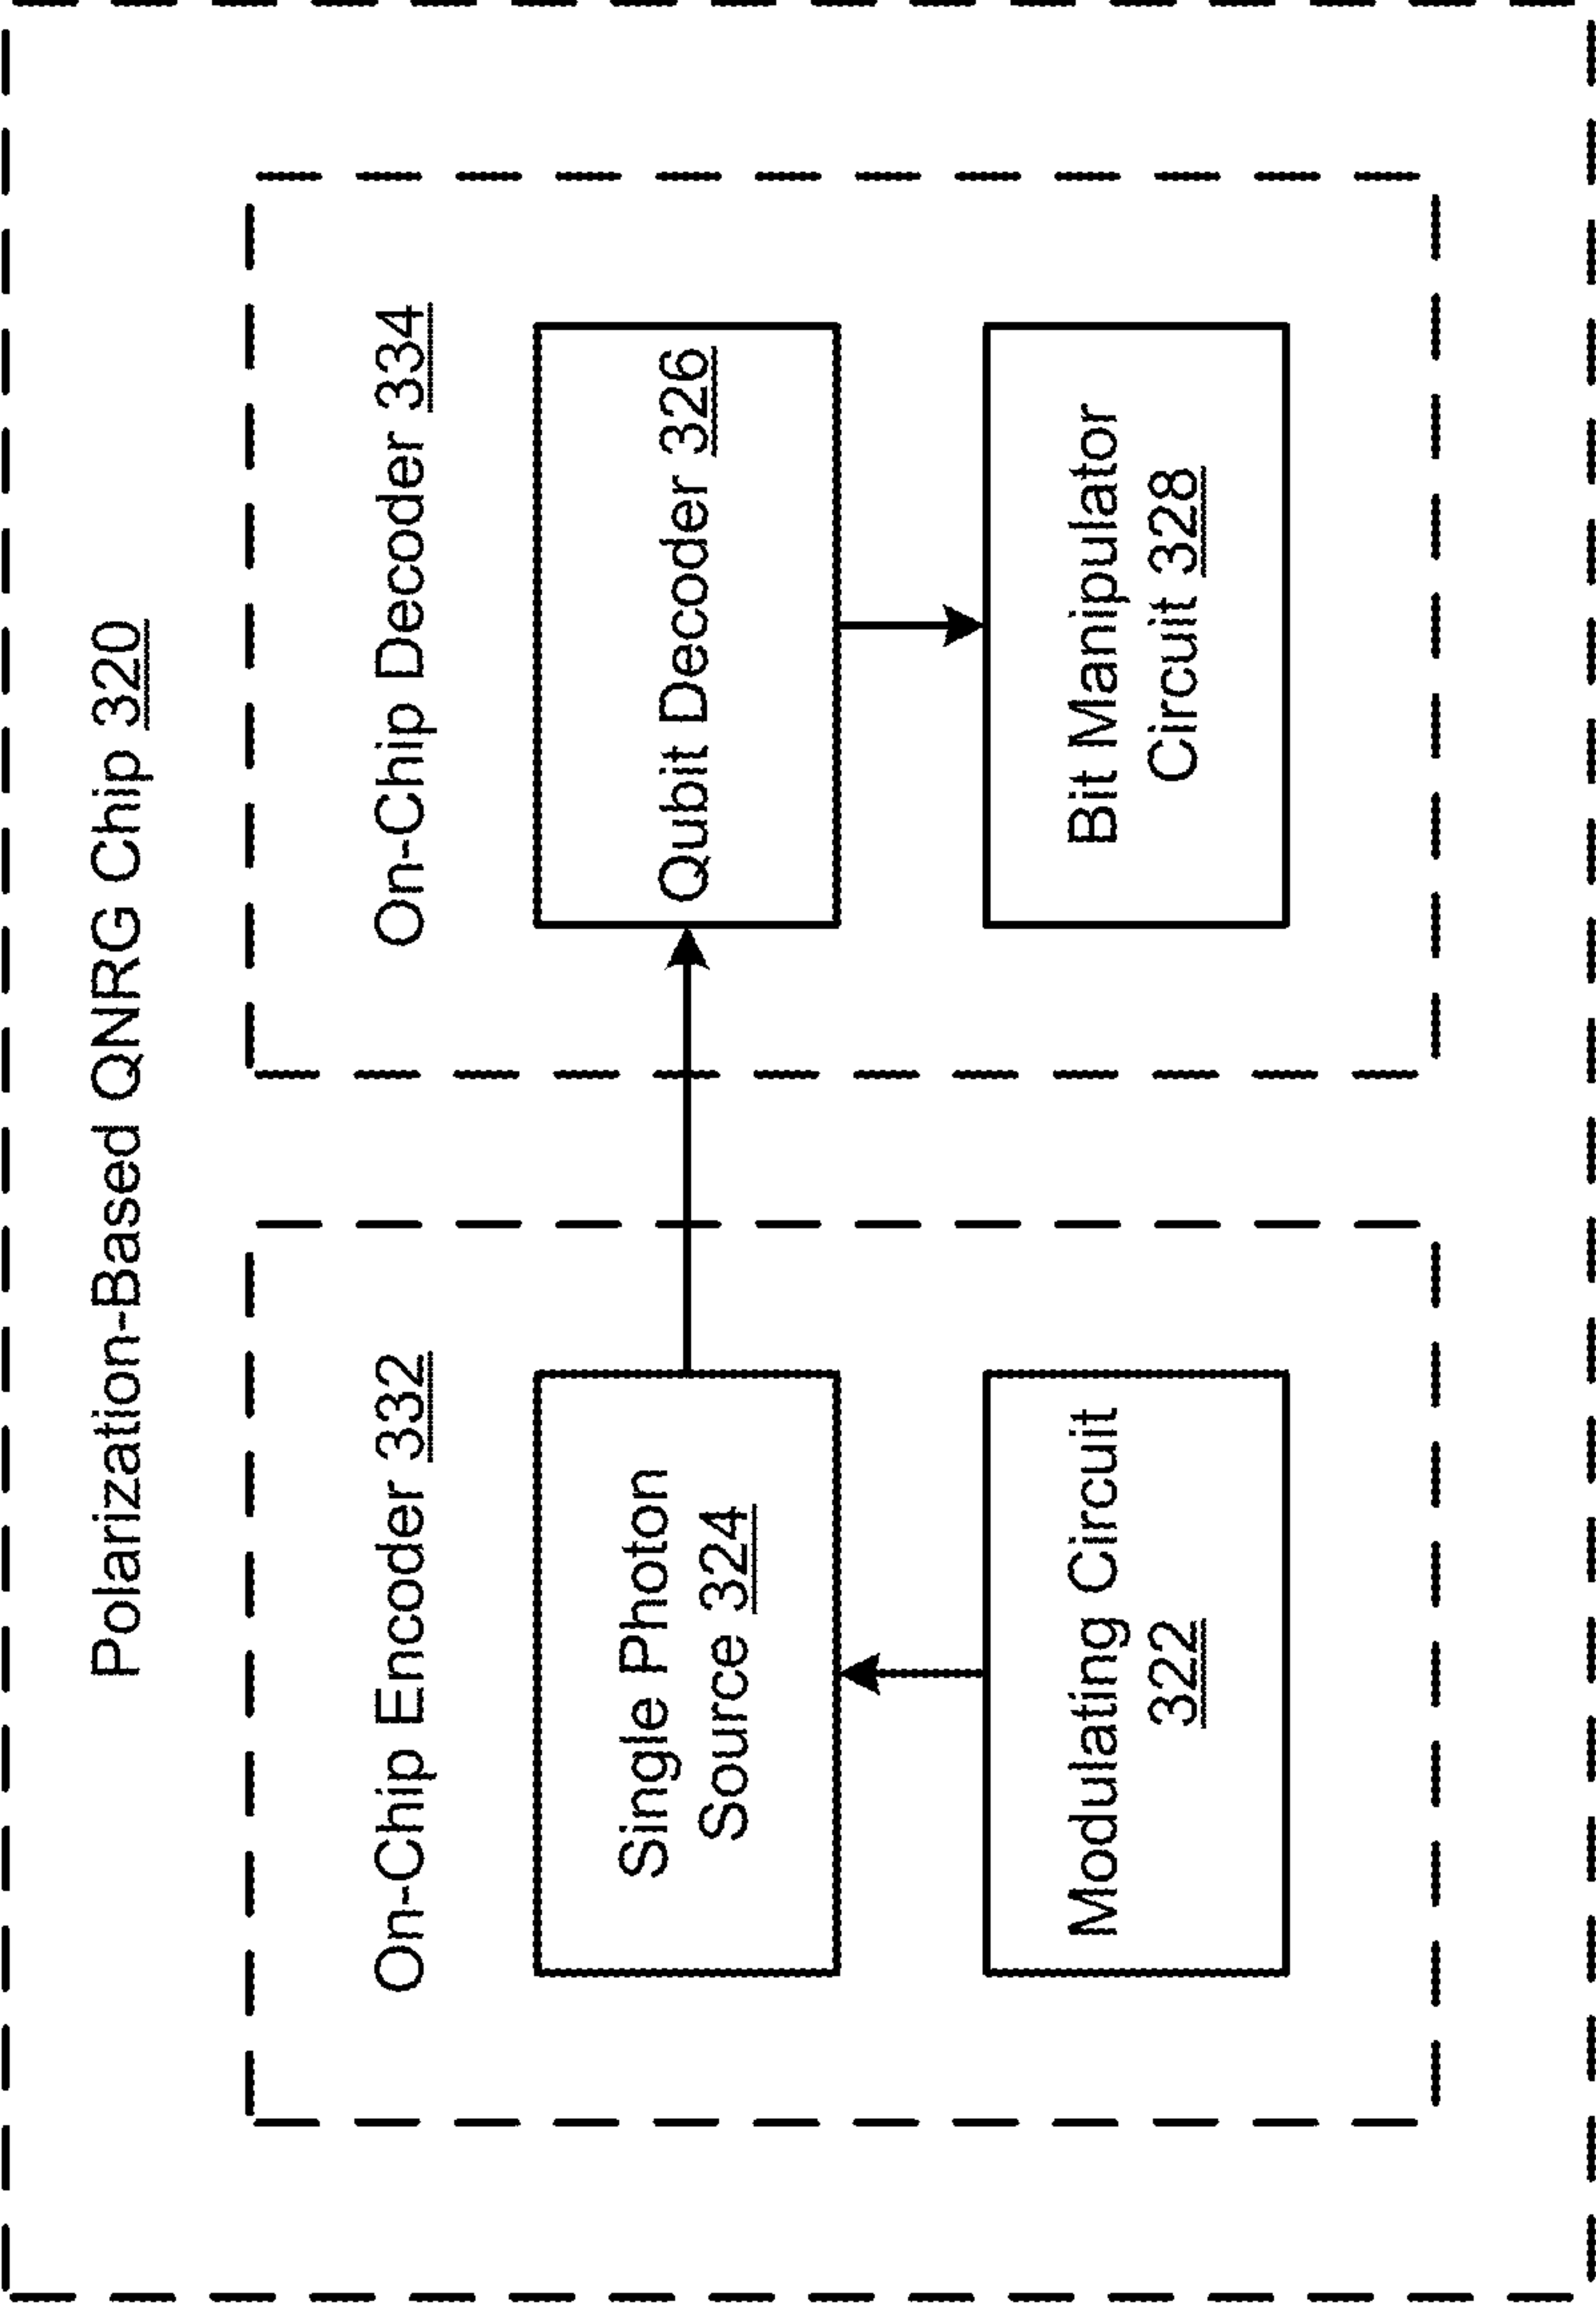 Polarization-Based QNRG Chip 320
On-Chip Encoder 332
Single Photon
Source 324
Modulating Circuit
322
On-Chip Decoder 334
Qubit Decoder 326
Bit Manipulator
Circuit 328